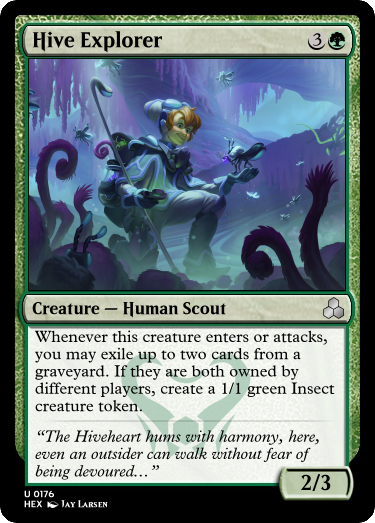 Hive Explorer 3
Creature — Human Scout
Whenever this creature enters or attacks,
you may exile up to two cards from a
graveyard. If they are both owned by
different players, create a 1/1 green Insect
creature token.
“The Hiveheart hums with harmony, here,
even an outsider can walk without fear of
being devoured…”
2/3
U 0176
HEX Jay Larsen